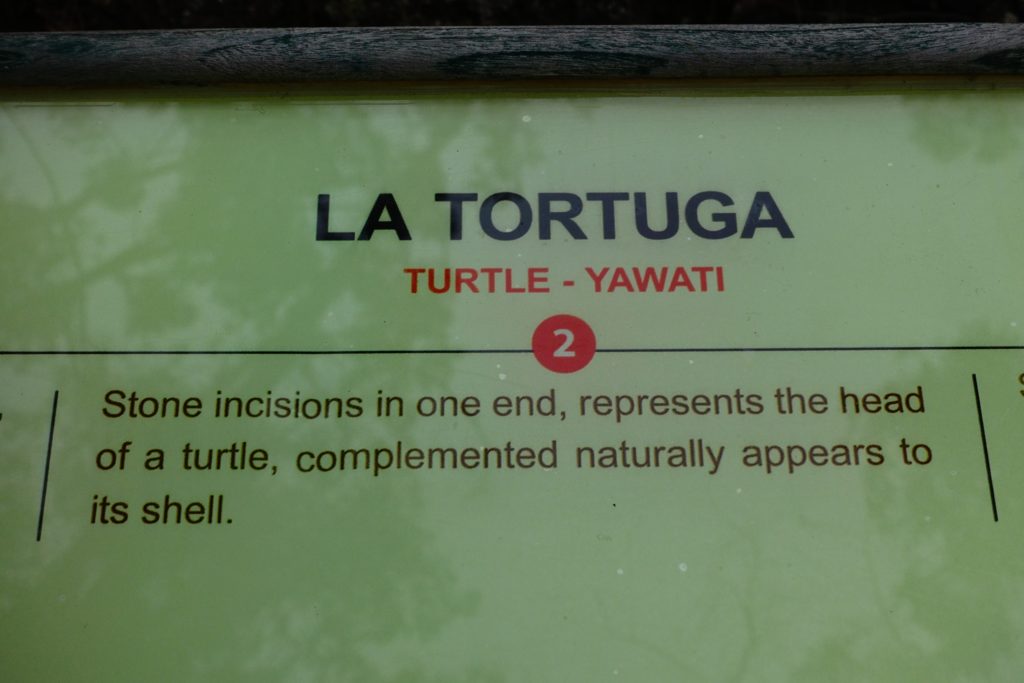 LA TORTUGA
TURTLE - YAWATI
2
Stone incisions in one end, represents the head
of a turtle, complemented naturally appears to
its shell.